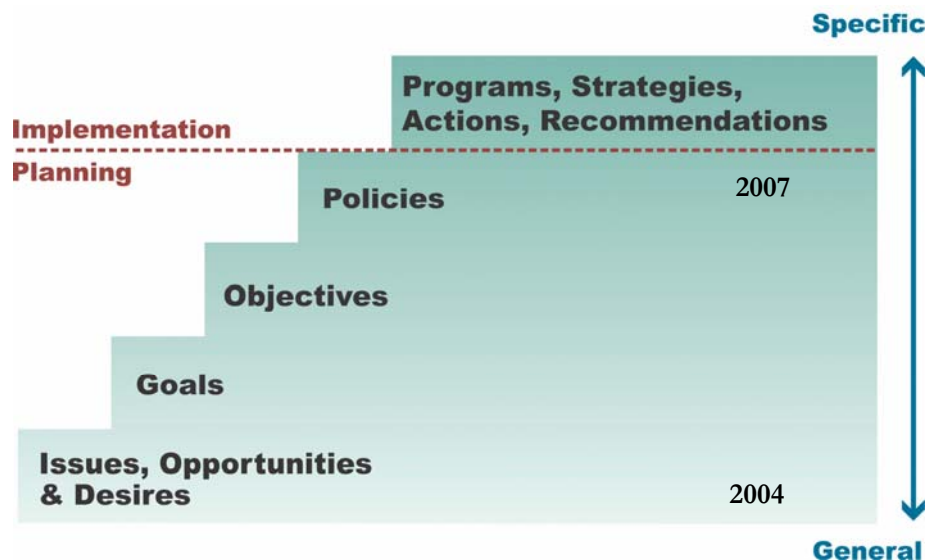 Specific
Programs, Strategies,
Actions, Recommendations
Implementation
Planning
Policies
2007
Objectives
Goals
Issues, Opportunities
& Desires
2004
General